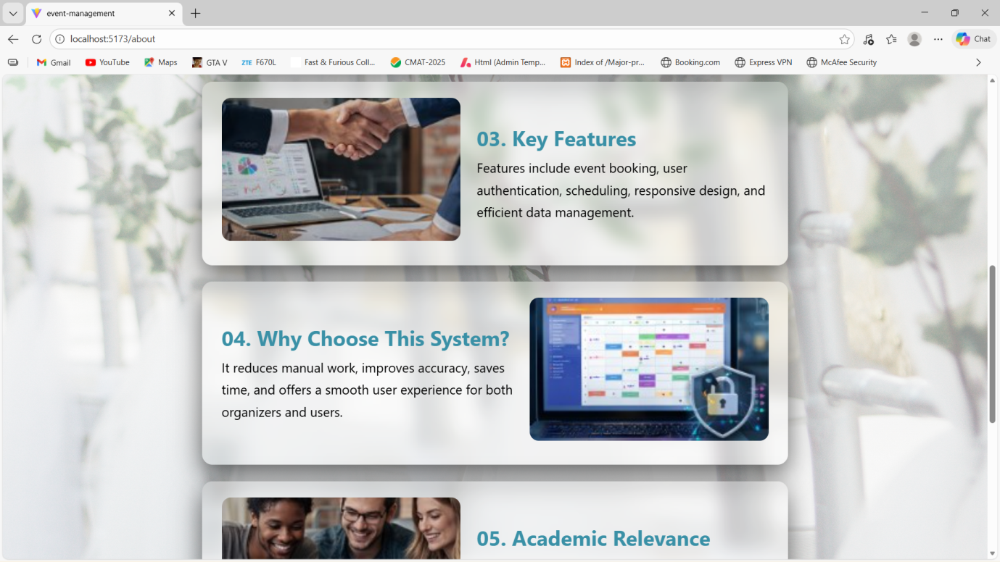 event-management
localhost:5173/about
Chat
Gmail
YouTube
Maps
GTA V
ZTE F670L
Fast & Furious Coll...
CMAT-2025
Html (Admin Temp...
Index of /Major-pr...
Booking.com
Express VPN
McAfee Security
03. Key Features
Features include event booking, user
authentication, scheduling, responsive design, and
efficient data management.
04. Why Choose This System?
It reduces manual work, improves accuracy, saves
time, and offers a smooth user experience for both
organizers and users.
05. Academic Relevance